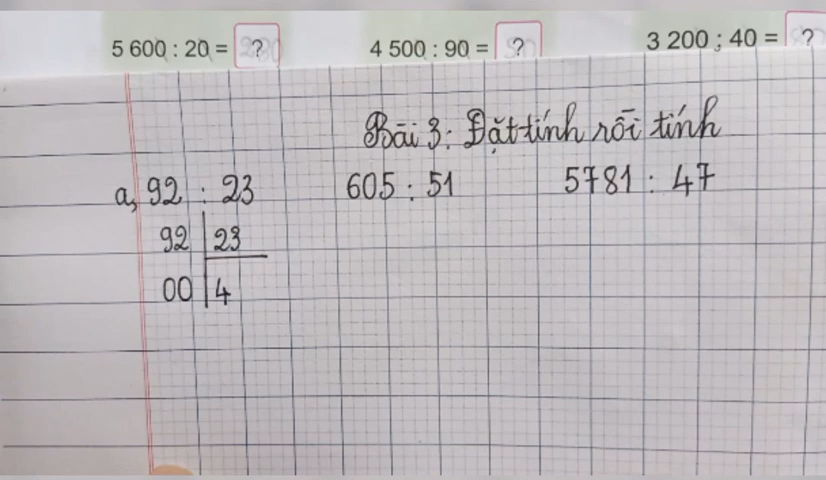 5 600 : 20 = ? 4 500 : 90 = ? 3 200 : 40 = ?
Bài 3: Đặt tính rồi tính
a, 92 : 23 605 : 51 5781 : 47
92 23
00 4